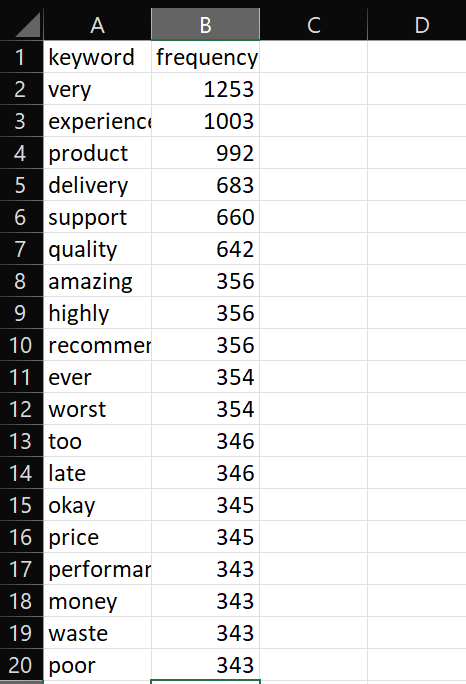 A B C D
1 keyword frequency
2 very 1253
3 experience 1003
4 product 992
5 delivery 683
6 support 660
7 quality 642
8 amazing 356
9 highly 356
10 recommer 356
11 ever 354
12 worst 354
13 too 346
14 late 346
15 okay 345
16 price 345
17 performar 343
18 money 343
19 waste 343
20 poor 343